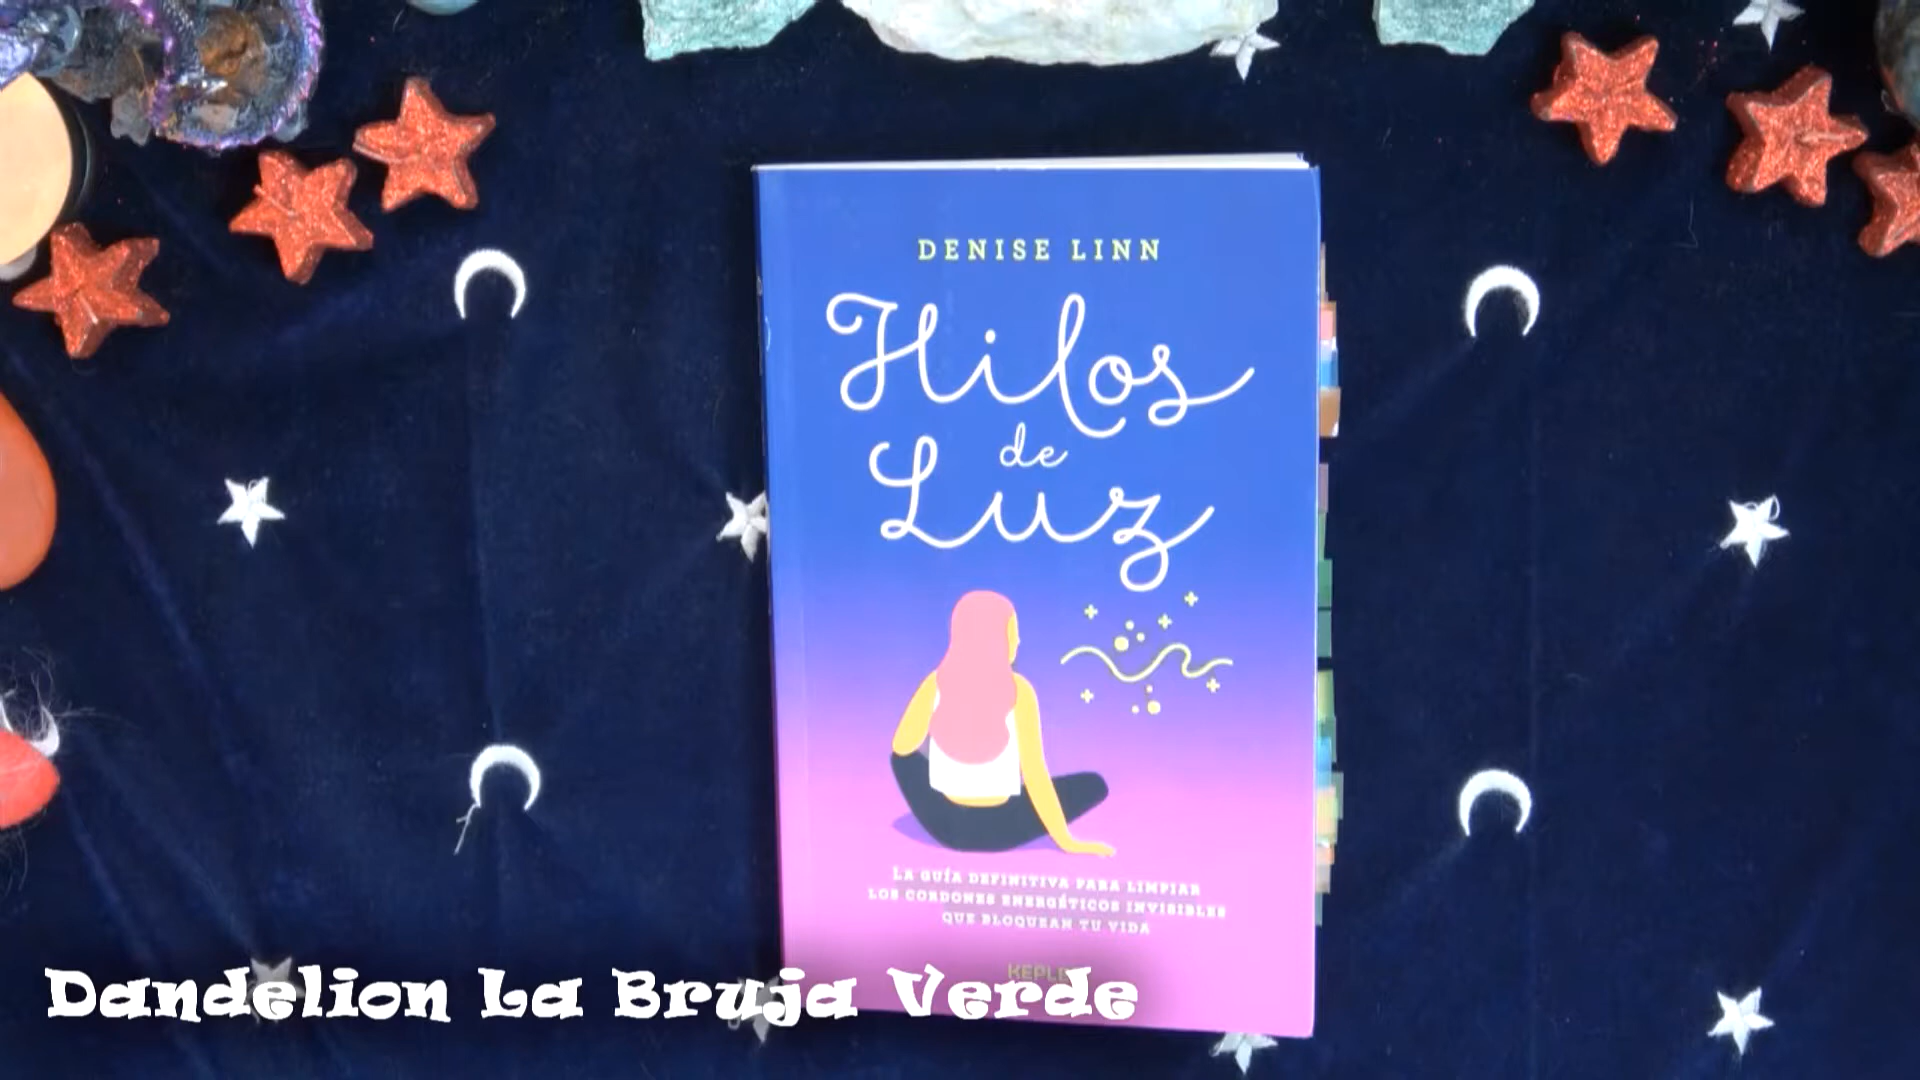 DENISE LINN
Hilos
de
Luz
LA GUÍA DEFINITIVA PARA LIMPIAR
LOS CORDONES ENERGÉTICOS INVISIBLES
QUE BLOQUEAN TU VIDA
Dandelion La Bruja Verde